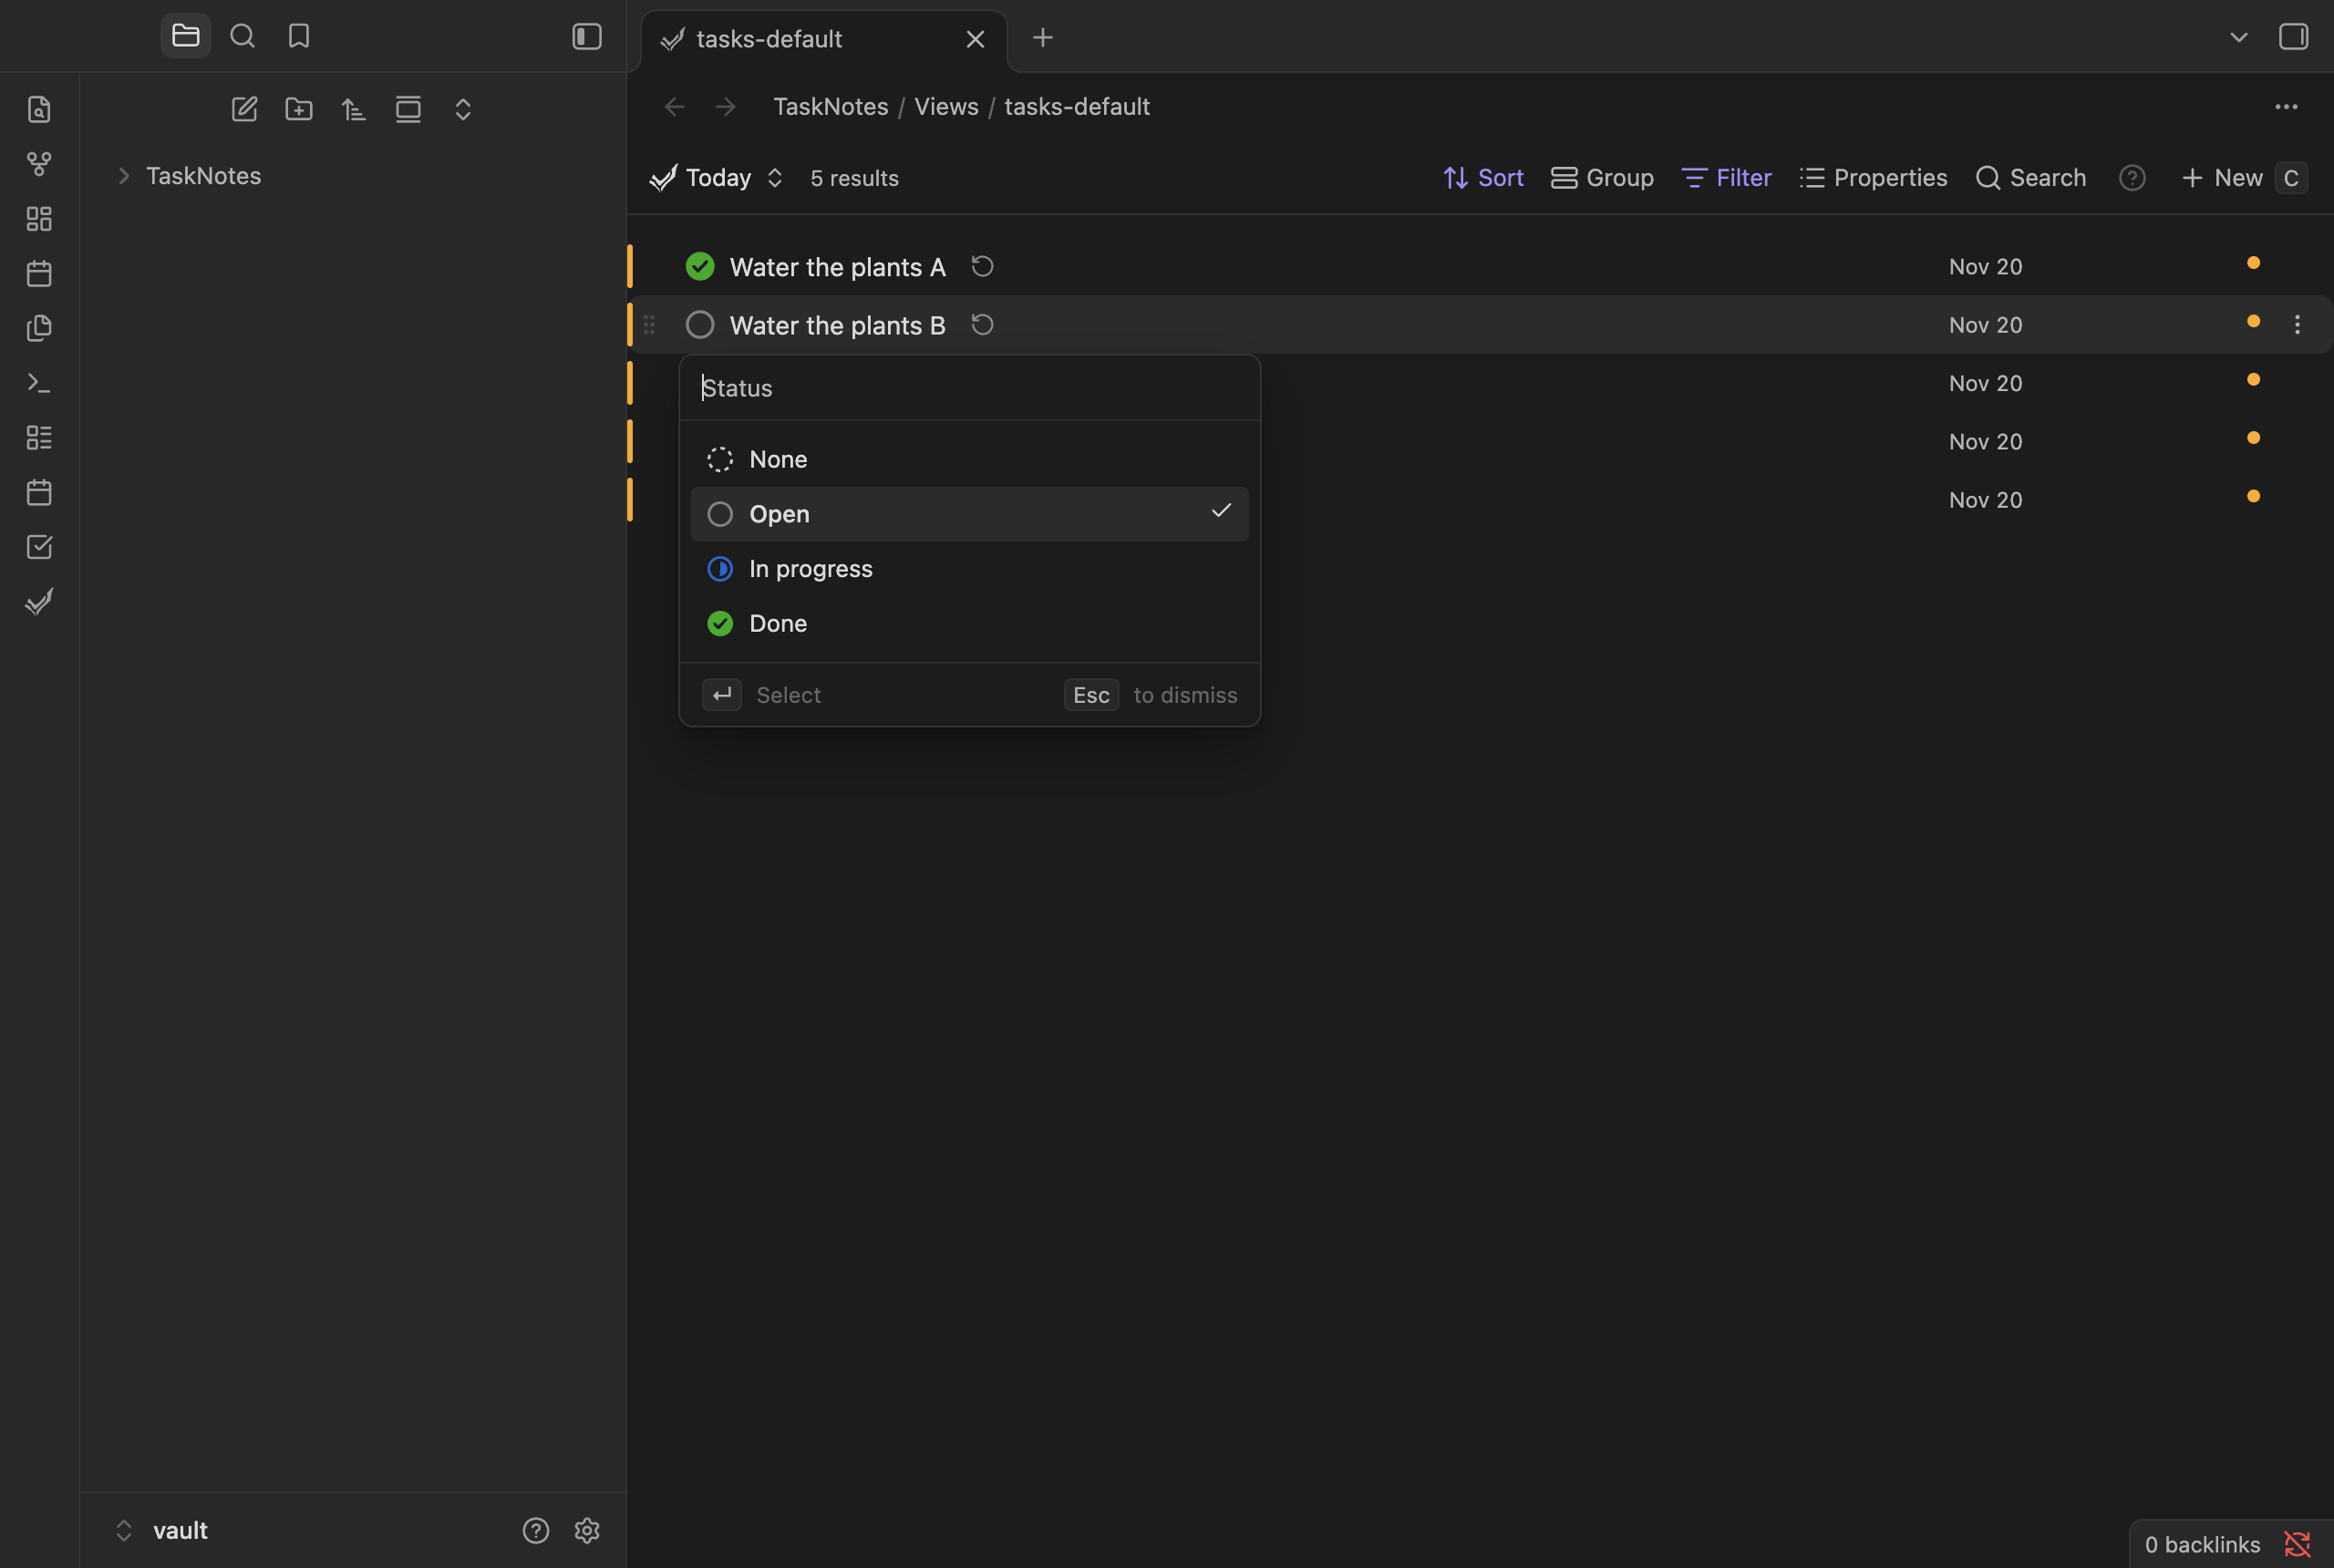 tasks-default
TaskNotes / Views / tasks-default
TaskNotes
Today 5 results Sort Group Filter Properties Search New C
Water the plants A Nov 20
Water the plants B Nov 20
Status
Nov 20
None
Nov 20
Open
Nov 20
In progress
Done
Select Esc to dismiss
vault
0 backlinks